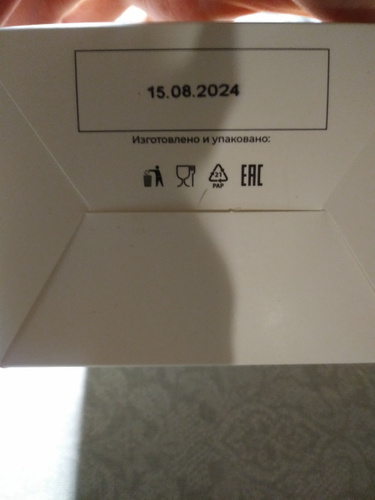 15.08.2024
Изготовлено и упаковано:
21
PAP
EAC